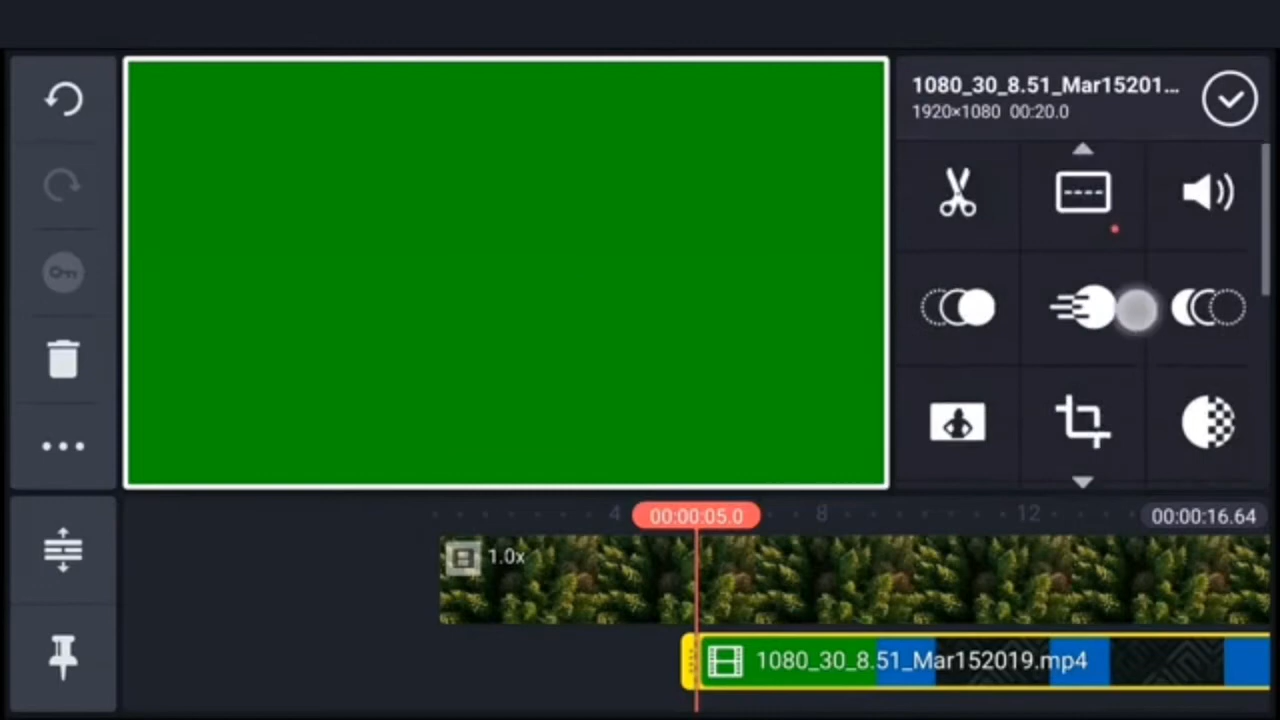 1080_30_8.51_Mar15201...
1920×1080 00:20.0
4
00:00:05.0
8
12
00:00:16.64
1.0x
1080_30_8.51_Mar152019.mp4